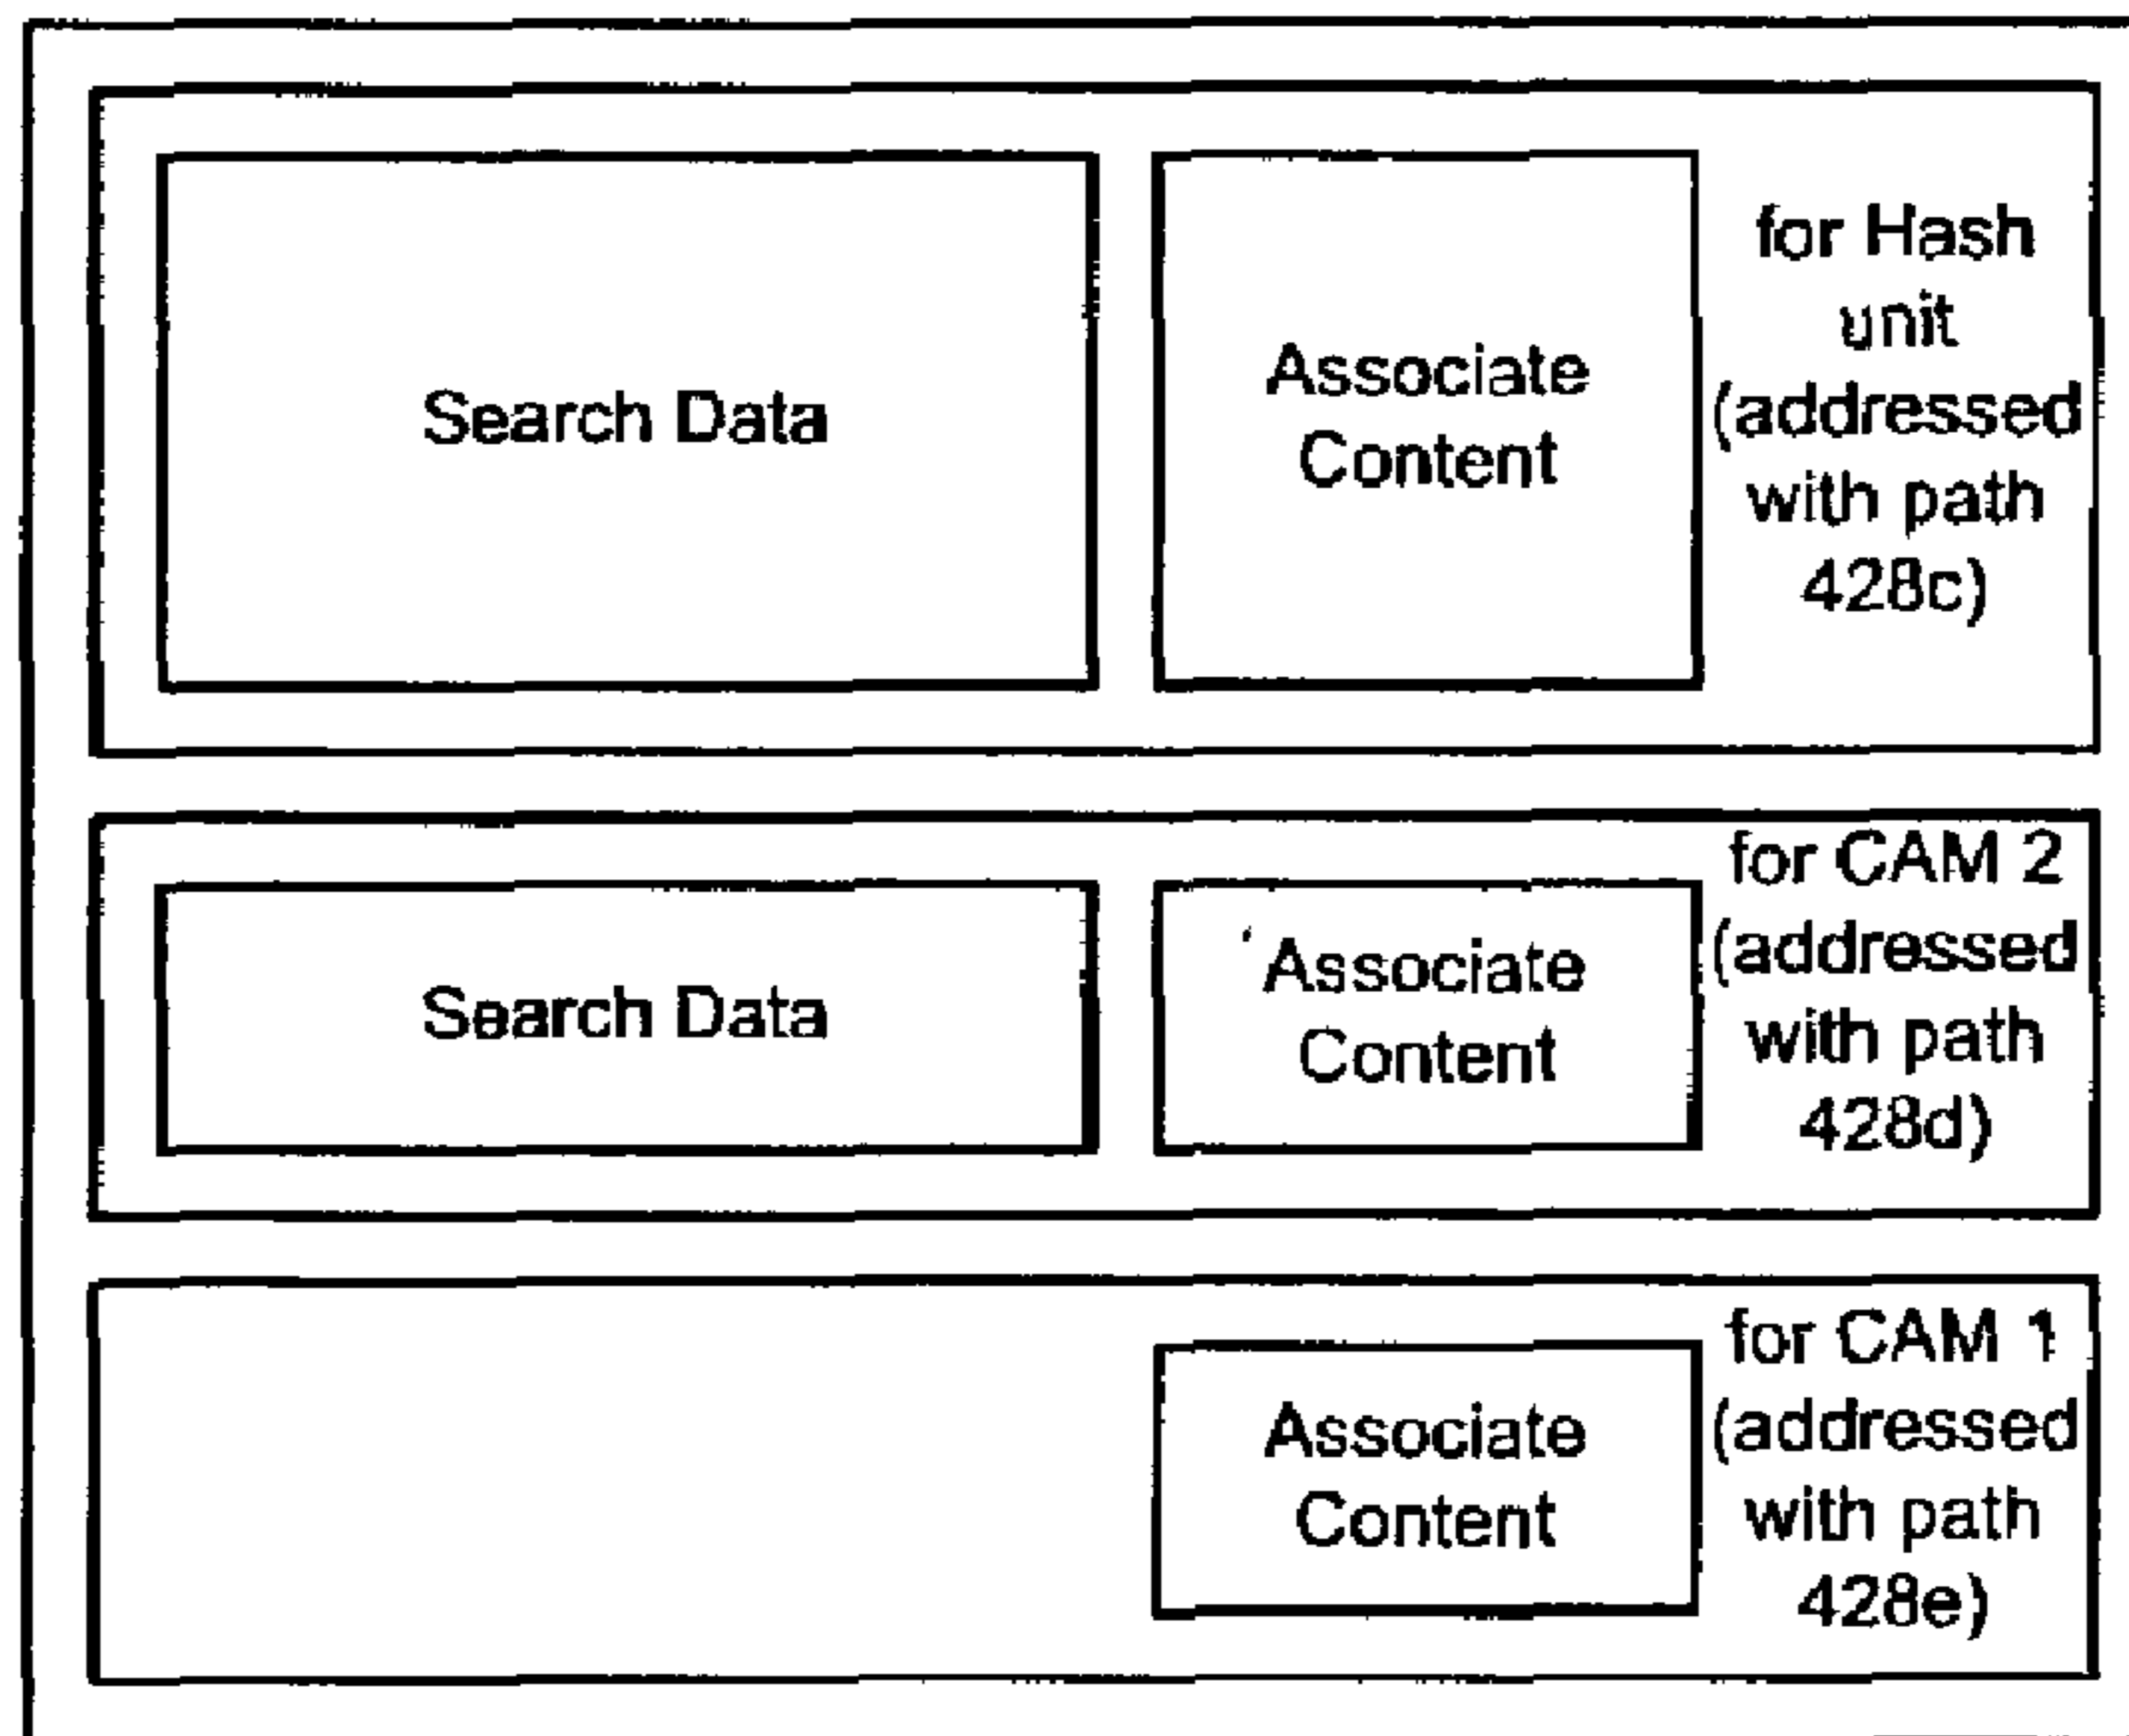 Search Data
Associate
Content
for Hash
unit
(addressed
with path
428c)
Search Data
Associate
Content
for CAM 2
(addressed
with path
428d)
Associate
Content
for CAM 1
(addressed
with path
428e)